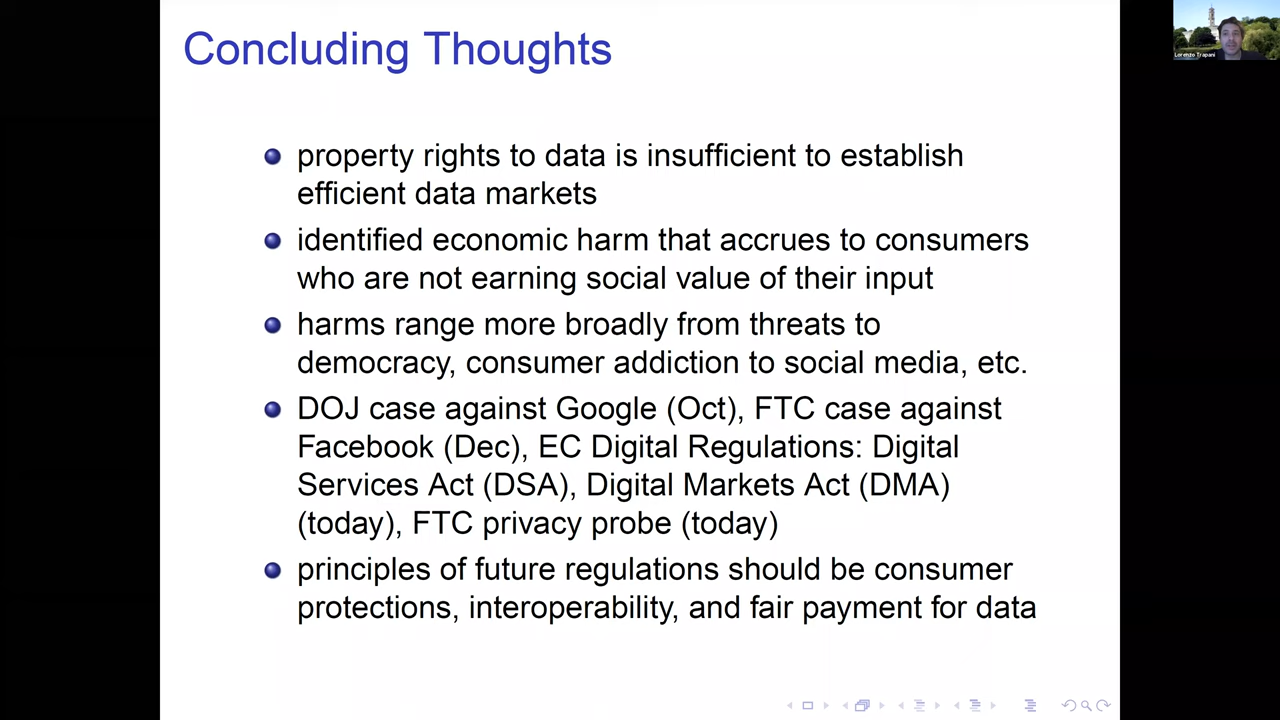 Concluding Thoughts
Lorenzo Trapani
property rights to data is insufficient to establish
efficient data markets
identified economic harm that accrues to consumers
who are not earning social value of their input
harms range more broadly from threats to
democracy, consumer addiction to social media, etc.
DOJ case against Google (Oct), FTC case against
Facebook (Dec), EC Digital Regulations: Digital
Services Act (DSA), Digital Markets Act (DMA)
(today), FTC privacy probe (today)
principles of future regulations should be consumer
protections, interoperability, and fair payment for data